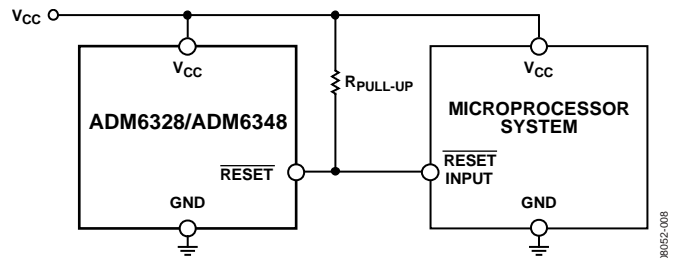 VCC
VCC
ADM6328/ADM6348
RESET
GND
RPULL-UP
VCC
MICROPROCESSOR
SYSTEM
RESET
INPUT
GND
08052-008